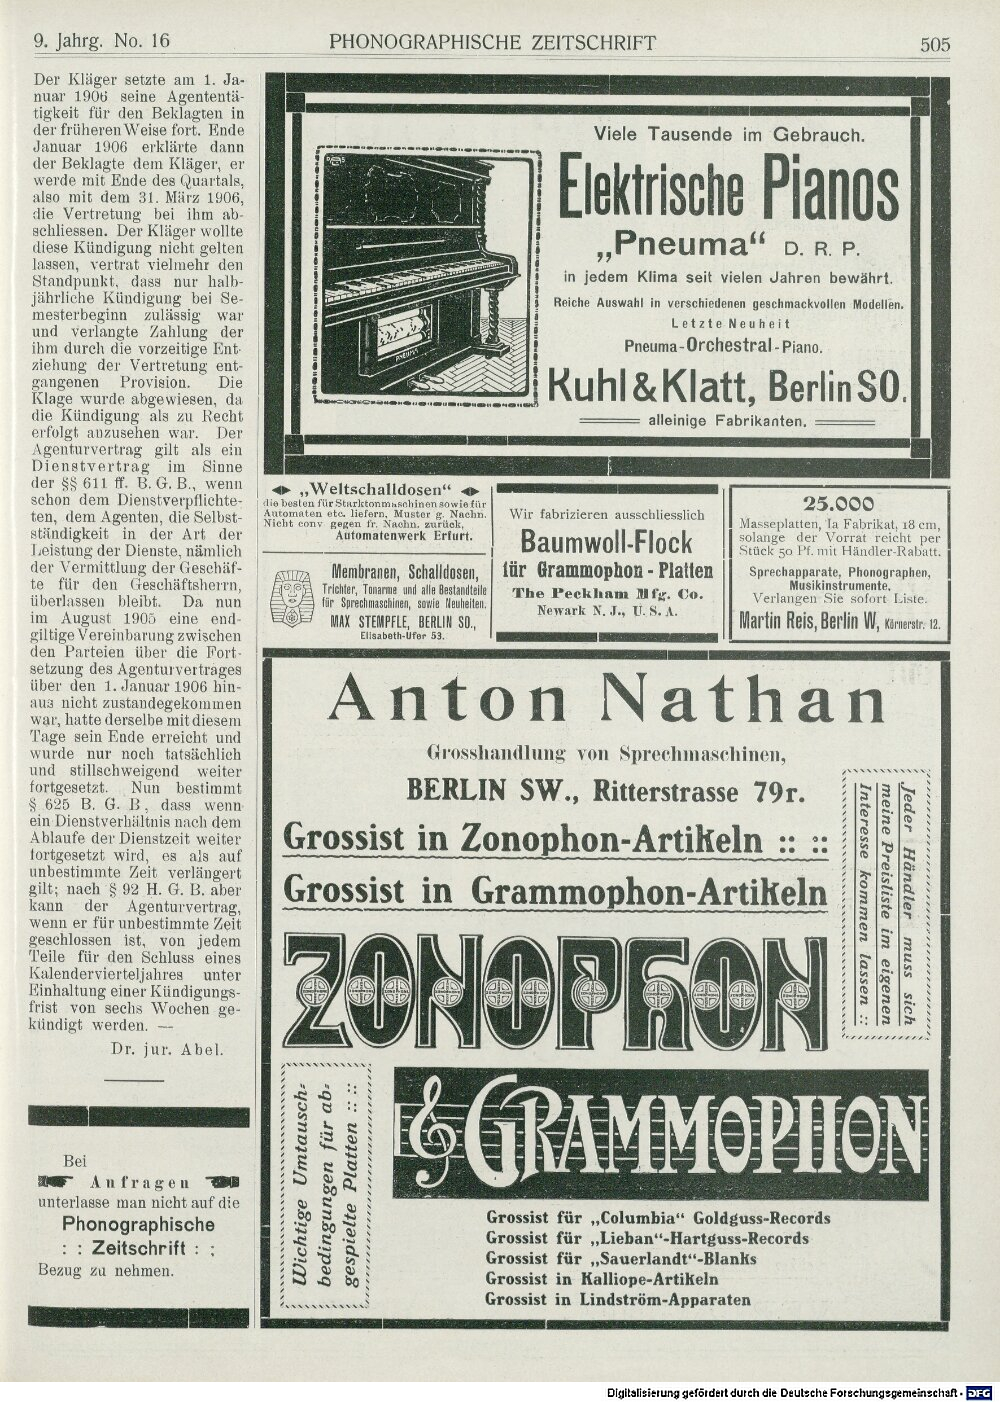 9. Jahrg. No. 16
PHONOGRAPHISCHE ZEITSCHRIFT
505
Der Kläger setzte am 1. Ja-
nuar 1906 seine Agententä-
tigkeit für den Beklagten in
der früheren Weise fort. Ende
Januar 1906 erklärte dann
der Beklagte dem Kläger, er
werde mit Ende des Quartals,
also mit dem 31. März 1906,
die Vertretung bei ihm ab-
schliessen. Der Kläger wollte
diese Kündigung nicht gelten
lassen, vertrat vielmehr den
Standpunkt, dass nur halb-
jährliche Kündigung bei Se-
mesterbeginn zulässig war
und verlangte Zahlung der
ihm durch die vorzeitige Ent-
ziehung der Vertretung ent-
gangenen Provision. Die
Klage wurde abgewiesen, da
die Kündigung als zu Recht
erfolgt anzusehen war. Der
Agenturvertrag gilt als ein
Dienstvertrag im Sinne
der §§ 611 ff. B. G. B., wenn
schon dem Dienstverpflichte-
ten, dem Agenten, die Selbst-
ständigkeit in der Art der
Leistung der Dienste, nämlich
der Vermittlung der Geschäf-
te für den Geschäftsherrn,
überlassen bleibt. Da nun
im August 1905 eine end-
giltige Vereinbarung zwischen
den Parteien über die Fort-
setzung des Agenturvertrages
über den 1. Januar 1906 hin-
aus nicht zustandegekommen
war, hatte derselbe mit diesem
Tage sein Ende erreicht und
wurde nur noch tatsächlich
und stillschweigend weiter
fortgesetzt. Nun bestimmt
§ 625 B. G. B, dass wenn
ein Dienstverhältnis nach dem
Ablaufe der Dienstzeit weiter
fortgesetzt wird, es als auf
unbestimmte Zeit verlängert
gilt; nach § 92 H. G. B. aber
kann der Agenturvertrag,
wenn er für unbestimmte Zeit
geschlossen ist, von jedem
Teile für den Schluss eines
Kalendervierteljahres unter
Einhaltung einer Kündigungs-
frist von sechs Wochen ge-
kündigt werden. —
Dr. jur. Abel.
Bei
Anfragen
unterlasse man nicht auf die
Phonographische
: : Zeitschrift : :
Bezug zu nehmen.
Viele Tausende im Gebrauch.
Elektrische Pianos
„Pneuma“ D. R. P.
in jedem Klima seit vielen Jahren bewährt.
Reiche Auswahl in verschiedenen geschmackvollen Modellen.
Letzte Neuheit
Pneuma-Orchestral-Piano.
Kuhl & Klatt, Berlin SO.
alleinige Fabrikanten.
PNEUMA
„Weltschalldosen“
die besten für Starktonmaschinen sowie für
Automaten etc. liefern, Muster g. Nachn.
Nicht conv gegen fr. Nachn. zurück.
Automatenwerk Erfurt.
Membranen, Schalldosen,
Trichter, Tonarme und alle Bestandteile
für Sprechmaschinen, sowie Neuheiten.
MAX STEMPFLE, BERLIN SO.,
Elisabeth-Ufer 53.
Wir fabrizieren ausschliesslich
Baumwoll-Flock
für Grammophon-Platten
The Peckham Mfg. Co.
Newark N. J., U. S. A.
25.000
Masseplatten, Ia Fabrikat, 18 cm,
solange der Vorrat reicht per
Stück 50 Pf. mit Händler-Rabatt.
Sprechapparate, Phonographen,
Musikinstrumente.
Verlangen Sie sofort Liste.
Martin Reis, Berlin W, Körnerstr. 12.
Anton Nathan
Grosshandlung von Sprechmaschinen,
BERLIN SW., Ritterstrasse 79r.
Grossist in Zonophon-Artikeln :: ::
Grossist in Grammophon-Artikeln
Jeder Händler muss sich
meine Preisliste im eigenen
Interesse kommen lassen ::
ZONOPHON
Wichtige Umtausch-
bedingungen für ab-
gespielte Platten :: ::
GRAMMOPHON
Grossist für „Columbia“ Goldguss-Records
Grossist für „Lieban“-Hartguss-Records
Grossist für „Sauerlandt“-Blanks
Grossist in Kalliope-Artikeln
Grossist in Lindström-Apparaten
Digitalisierung gefördert durch die Deutsche Forschungsgemeinschaft - DFG